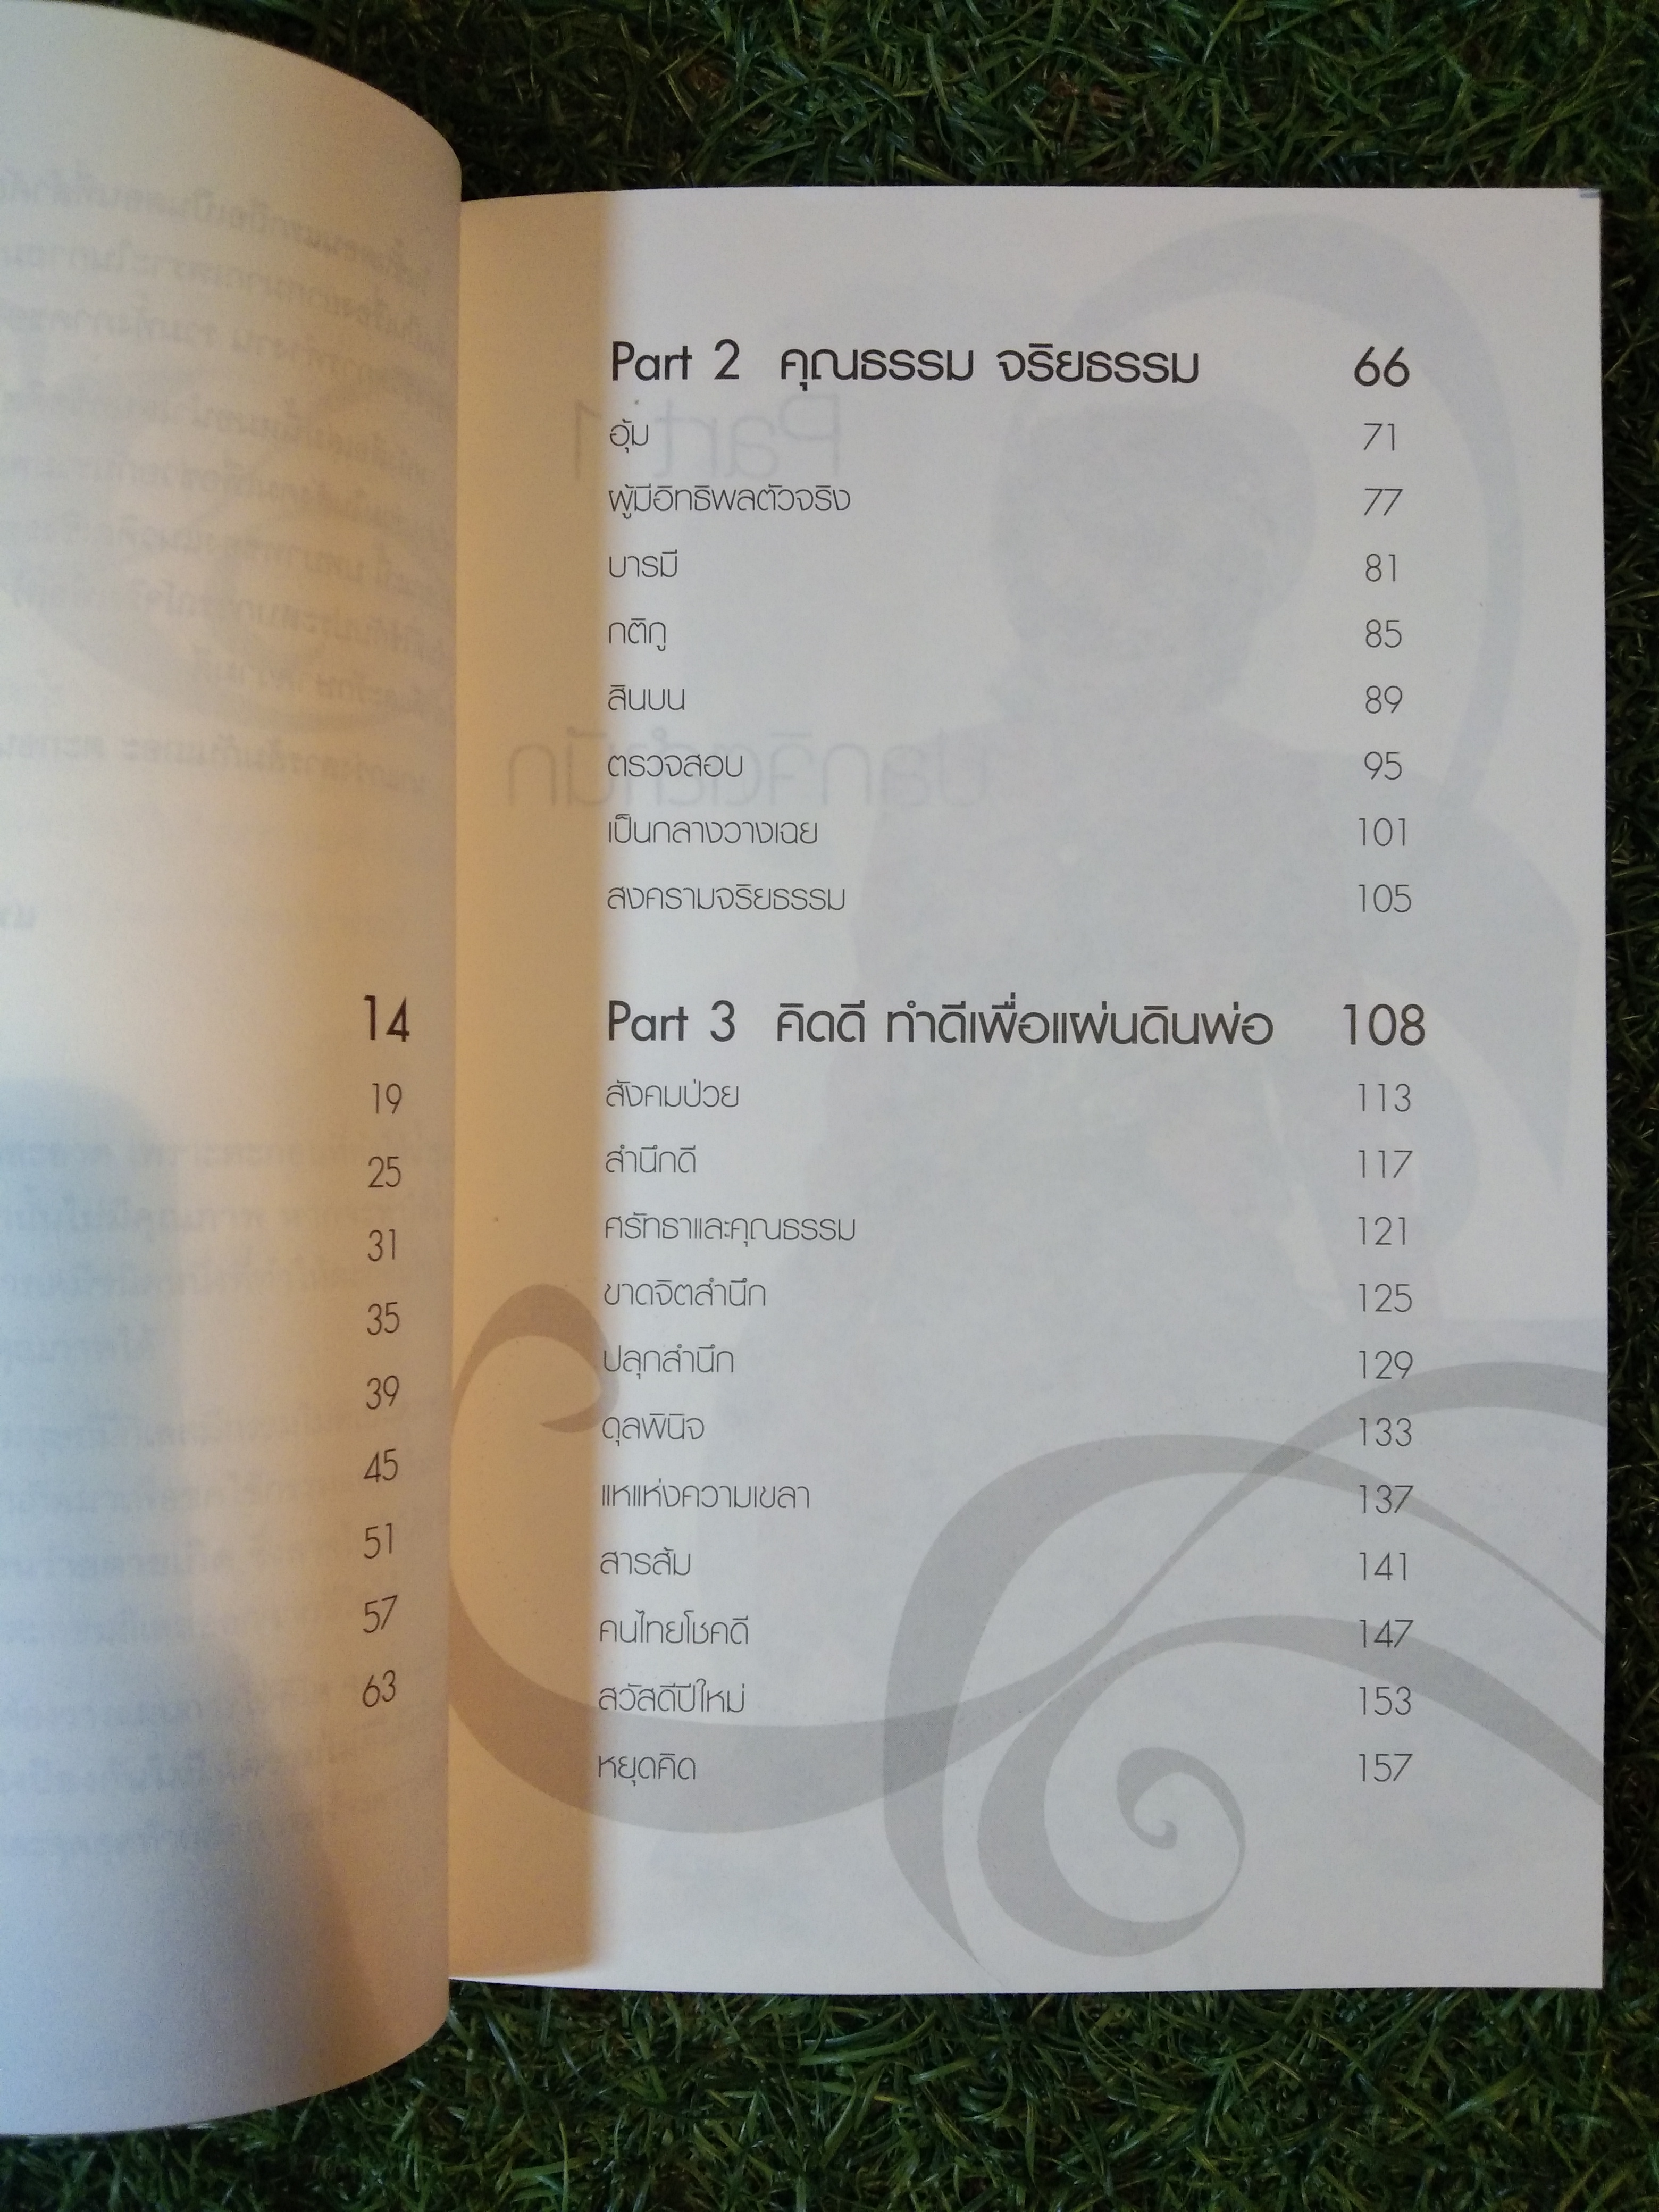 14
19
25
31
35
39
45
51
57
63
Part 2 คุณธรรม จริยธรรม 66
อุ้ม 71
ผู้มีอิทธิพลตัวจริง 77
บารมี 81
กติกู 85
สินบน 89
ตรวจสอบ 95
เป็นกลางวางเฉย 101
สงครามจริยธรรม 105
Part 3 คิดดี ทำดีเพื่อแผ่นดินพ่อ 108
สังคมป่วย 113
สำนึกดี 117
ศรัทธาและคุณธรรม 121
ขาดจิตสำนึก 125
ปลุกสำนึก 129
ดุลพินิจ 133
แหแห่งความเขลา 137
สารส้ม 141
คนไทยโชคดี 147
สวัสดีปีใหม่ 153
หยุดคิด 157